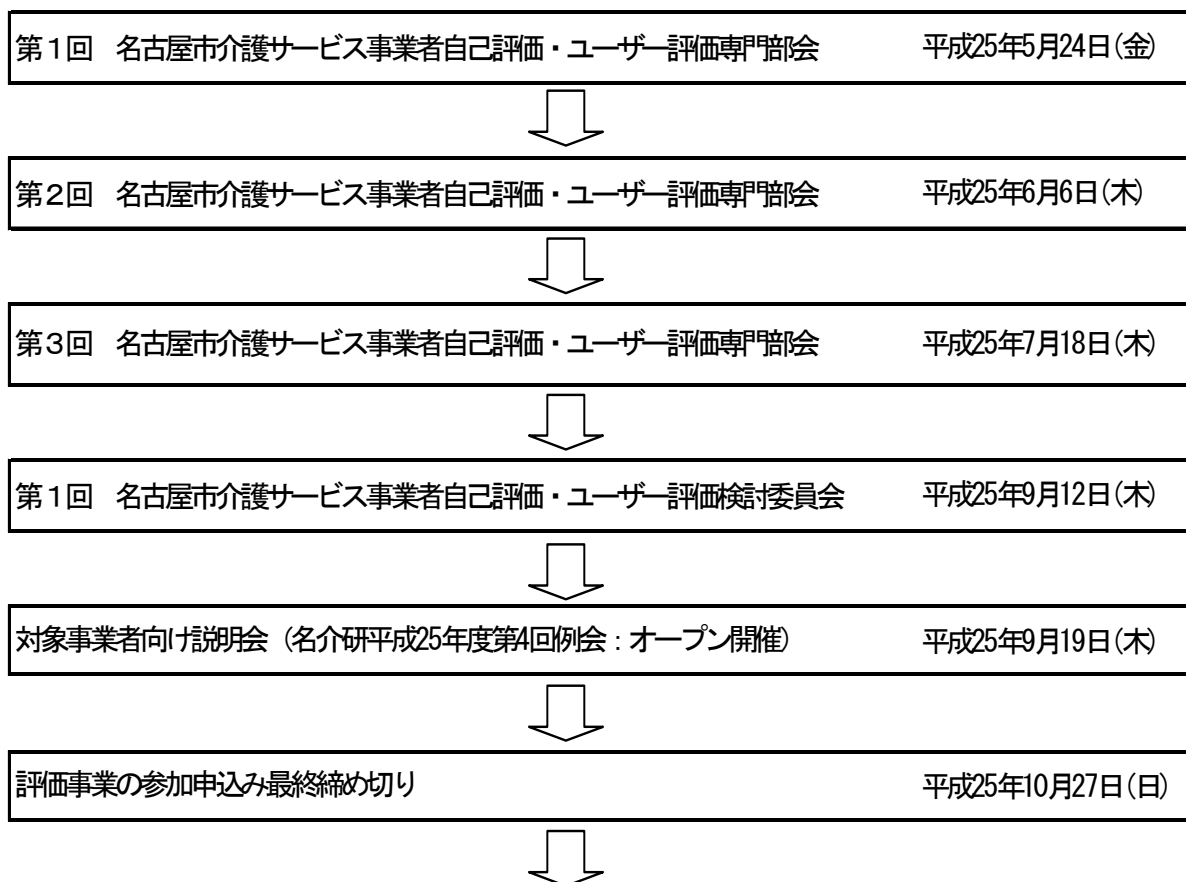 第１回　名古屋市介護サービス事業者自己評価・ユーザー評価専門部会　平成25年5月24日(金)
第２回　名古屋市介護サービス事業者自己評価・ユーザー評価専門部会　平成25年6月6日(木)
第３回　名古屋市介護サービス事業者自己評価・ユーザー評価専門部会　平成25年7月18日(木)
第１回　名古屋市介護サービス事業者自己評価・ユーザー評価検討委員会　平成25年9月12日(木)
対象事業者向け説明会（名介研平成25年度第4回例会：オープン開催）　平成25年9月19日(木)
評価事業の参加申込み最終締め切り　平成25年10月27日(日)